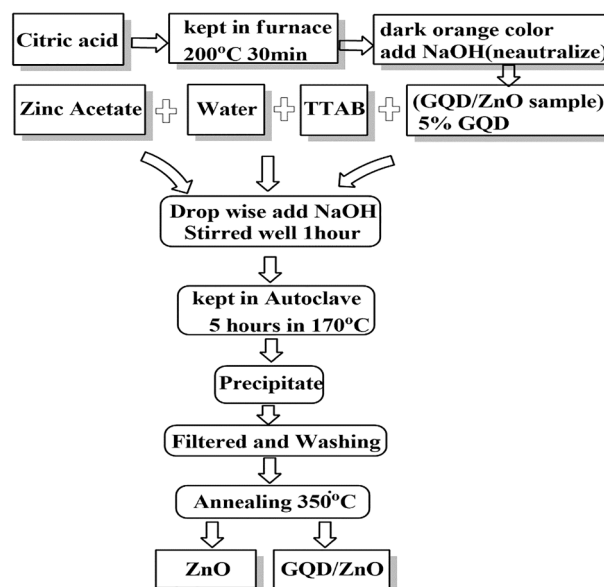 Citric acid
kept in furnace
200°C 30min
dark orange color
add NaOH(neautralize)
Zinc Acetate
Water
TTAB
(GQD/ZnO sample)
5% GQD
Drop wise add NaOH
Stirred well 1hour
kept in Autoclave
5 hours in 170°C
Precipitate
Filtered and Washing
Annealing 350°C
ZnO
GQD/ZnO